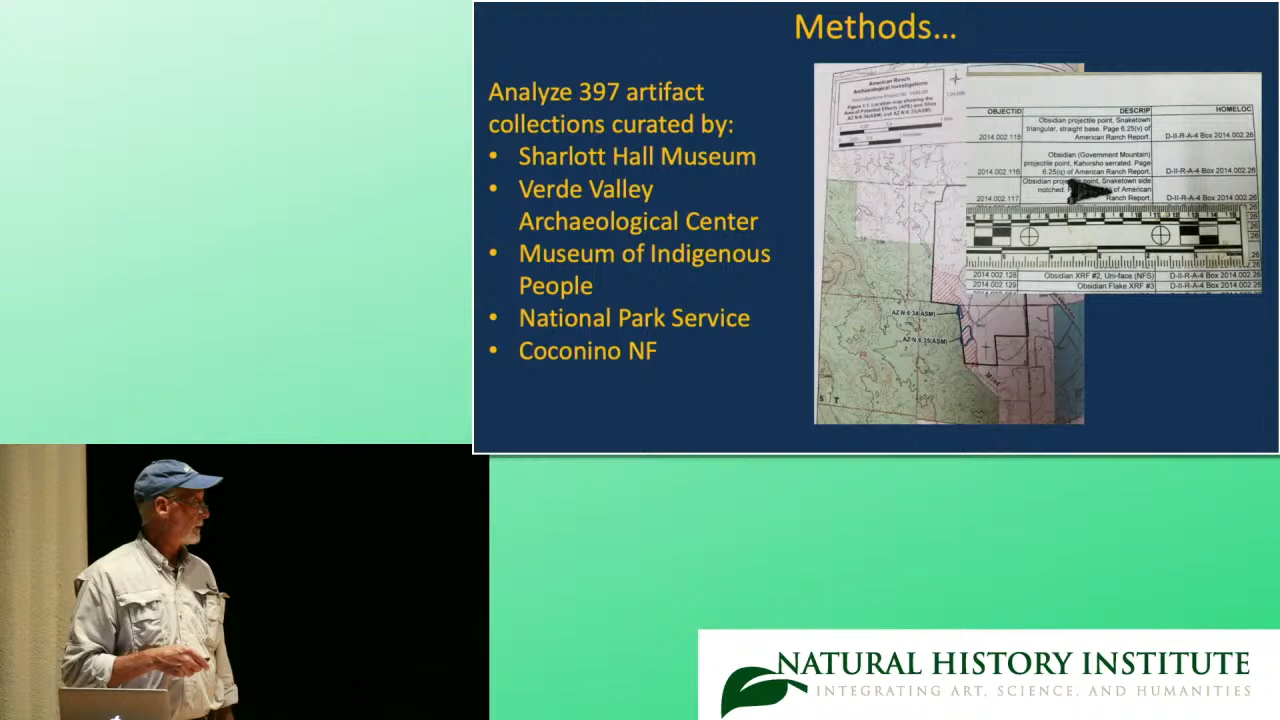 Methods…
Analyze 397 artifact
collections curated by:
• Sharlott Hall Museum
• Verde Valley
Archaeological Center
• Museum of Indigenous
People
• National Park Service
• Coconino NF
American Ranch
Archaeological Investigations
OBJECTID DESCRIP HOMELOC
Obsidian projectile point, Snaketown
triangular, straight base. Page 6.25(v) of
2014.002.115 American Ranch Report. D-II-R-A-4 Box 2014.002.26
Obsidian (Government Mountain)
projectile point, Kahorsho serrated. Page
2014.002.116 6.25(q) of American Ranch Report. D-II-R-A-4 Box 2014.002.26
Obsidian point, Snaketown side
notched. of American
2014.002.117 Ranch Report. D-II-R-A-4 Box 2014.002.26
2014.002.128 Obsidian XRF #2, Uni-face (NFS) D-II-R-A-4 Box 2014.002.26
2014.002.129 Obsidian Flake XRF #3 D-II-R-A-4 Box 2014.002.26
AZ N:6:34(ASM)
AZ N:6:35(ASM)
NATURAL HISTORY INSTITUTE
INTEGRATING ART, SCIENCE, AND HUMANITIES